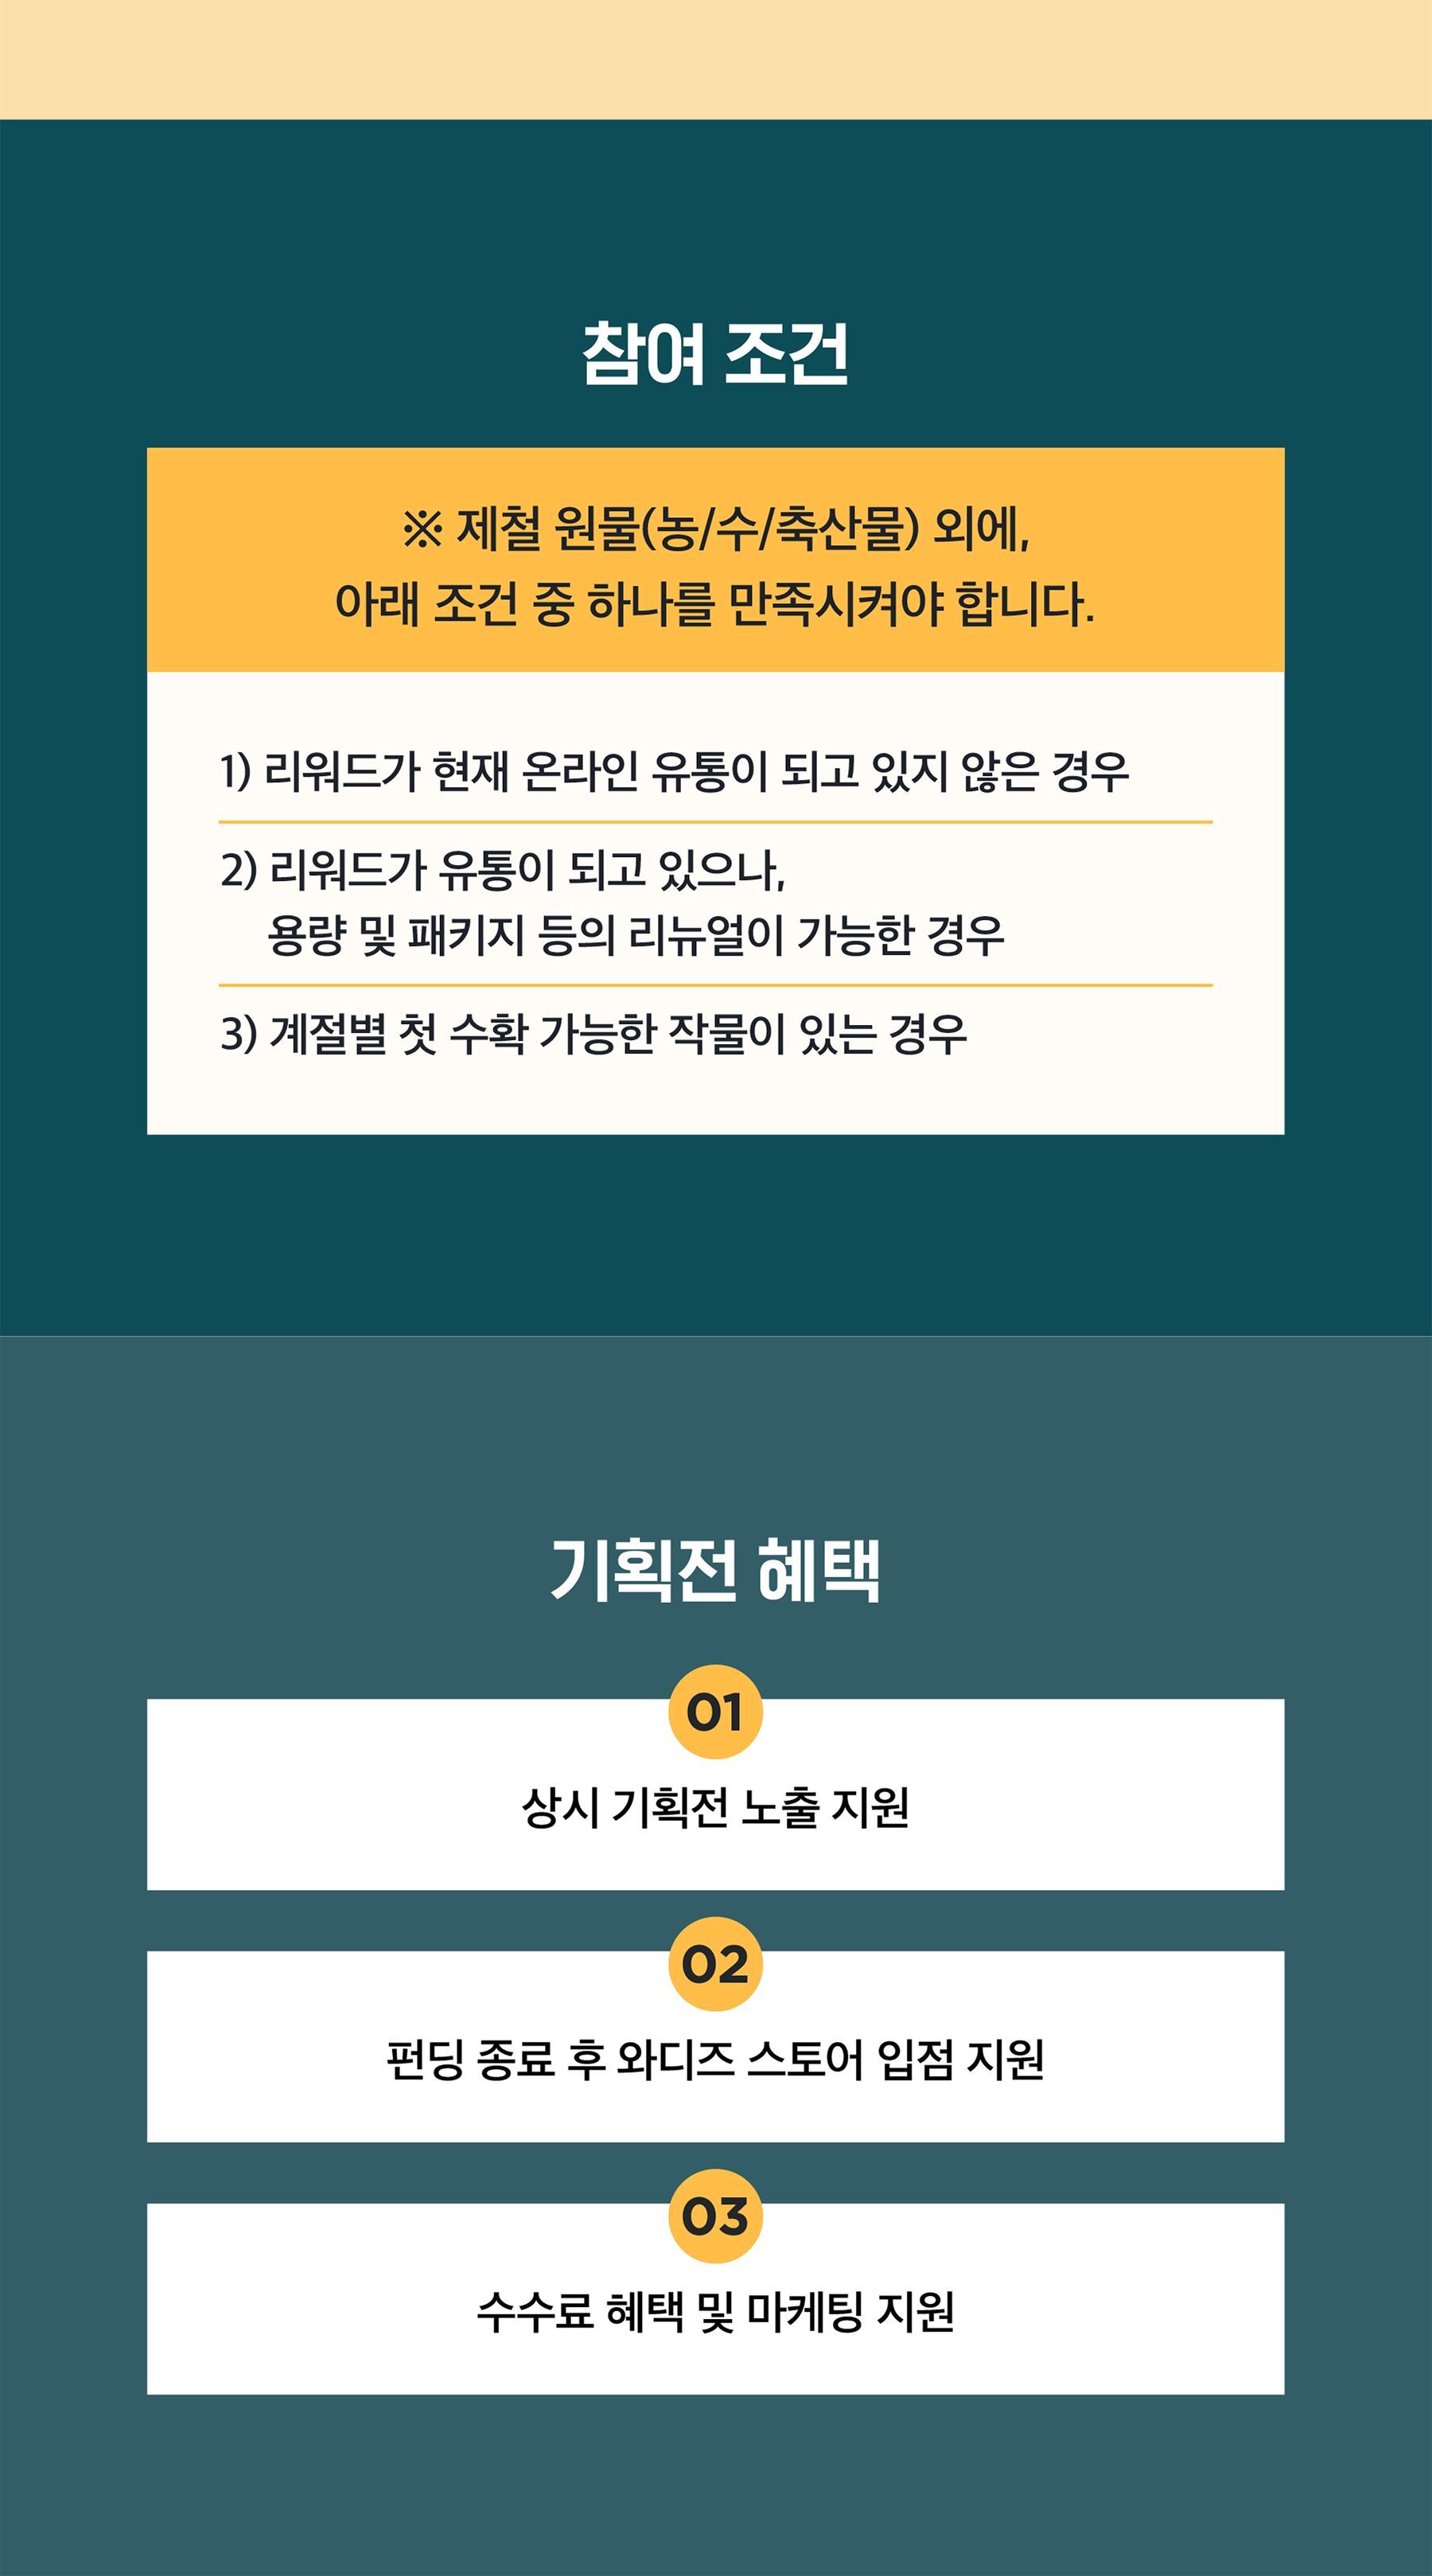 참여 조건
※ 제철 원물(농/수/축산물) 외에,
아래 조건 중 하나를 만족시켜야 합니다.
1) 리워드가 현재 온라인 유통이 되고 있지 않은 경우
2) 리워드가 유통이 되고 있으나,
용량 및 패키지 등의 리뉴얼이 가능한 경우
3) 계절별 첫 수확 가능한 작물이 있는 경우
기획전 혜택
01
상시 기획전 노출 지원
02
펀딩 종료 후 와디즈 스토어 입점 지원
03
수수료 혜택 및 마케팅 지원